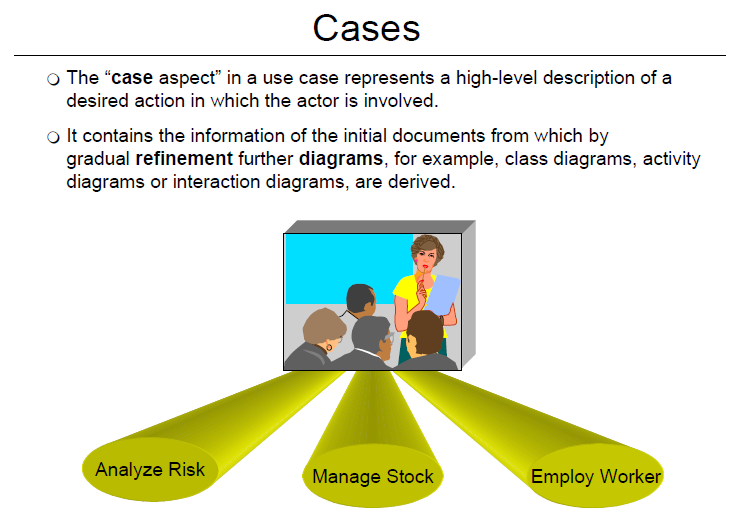 Cases
The “case aspect” in a use case represents a high-level description of a
desired action in which the actor is involved.
It contains the information of the initial documents from which by
gradual refinement further diagrams, for example, class diagrams, activity
diagrams or interaction diagrams, are derived.
Analyze Risk
Manage Stock
Employ Worker